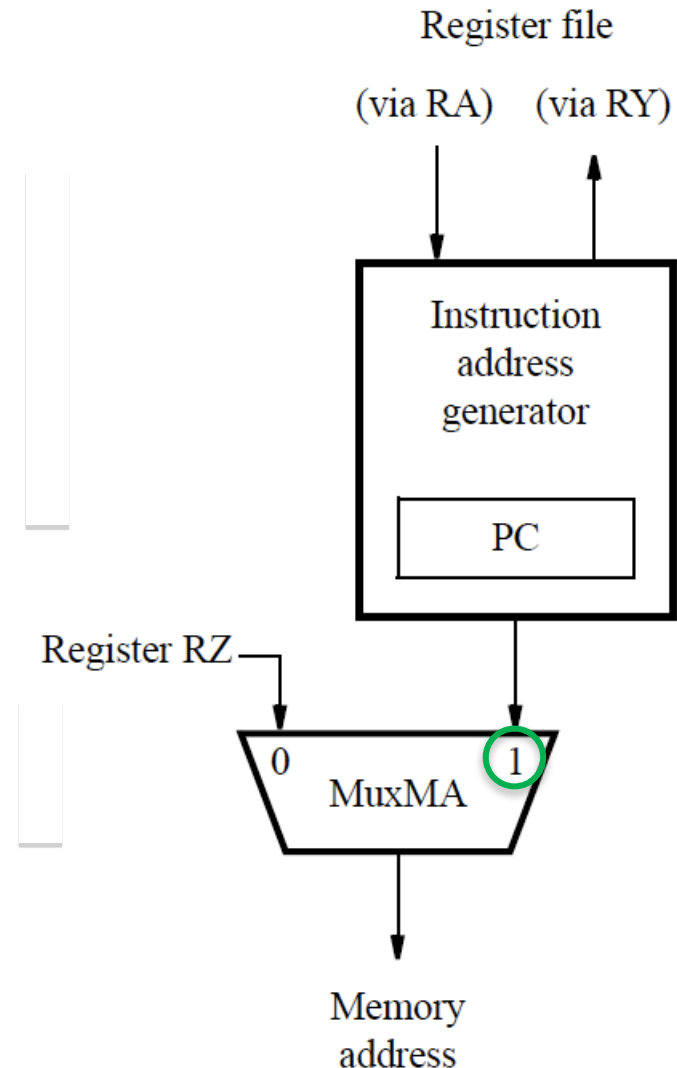 Register file
(via RA) (via RY)
Instruction
address
generator
PC
Register RZ
0 1
MuxMA
Memory
address